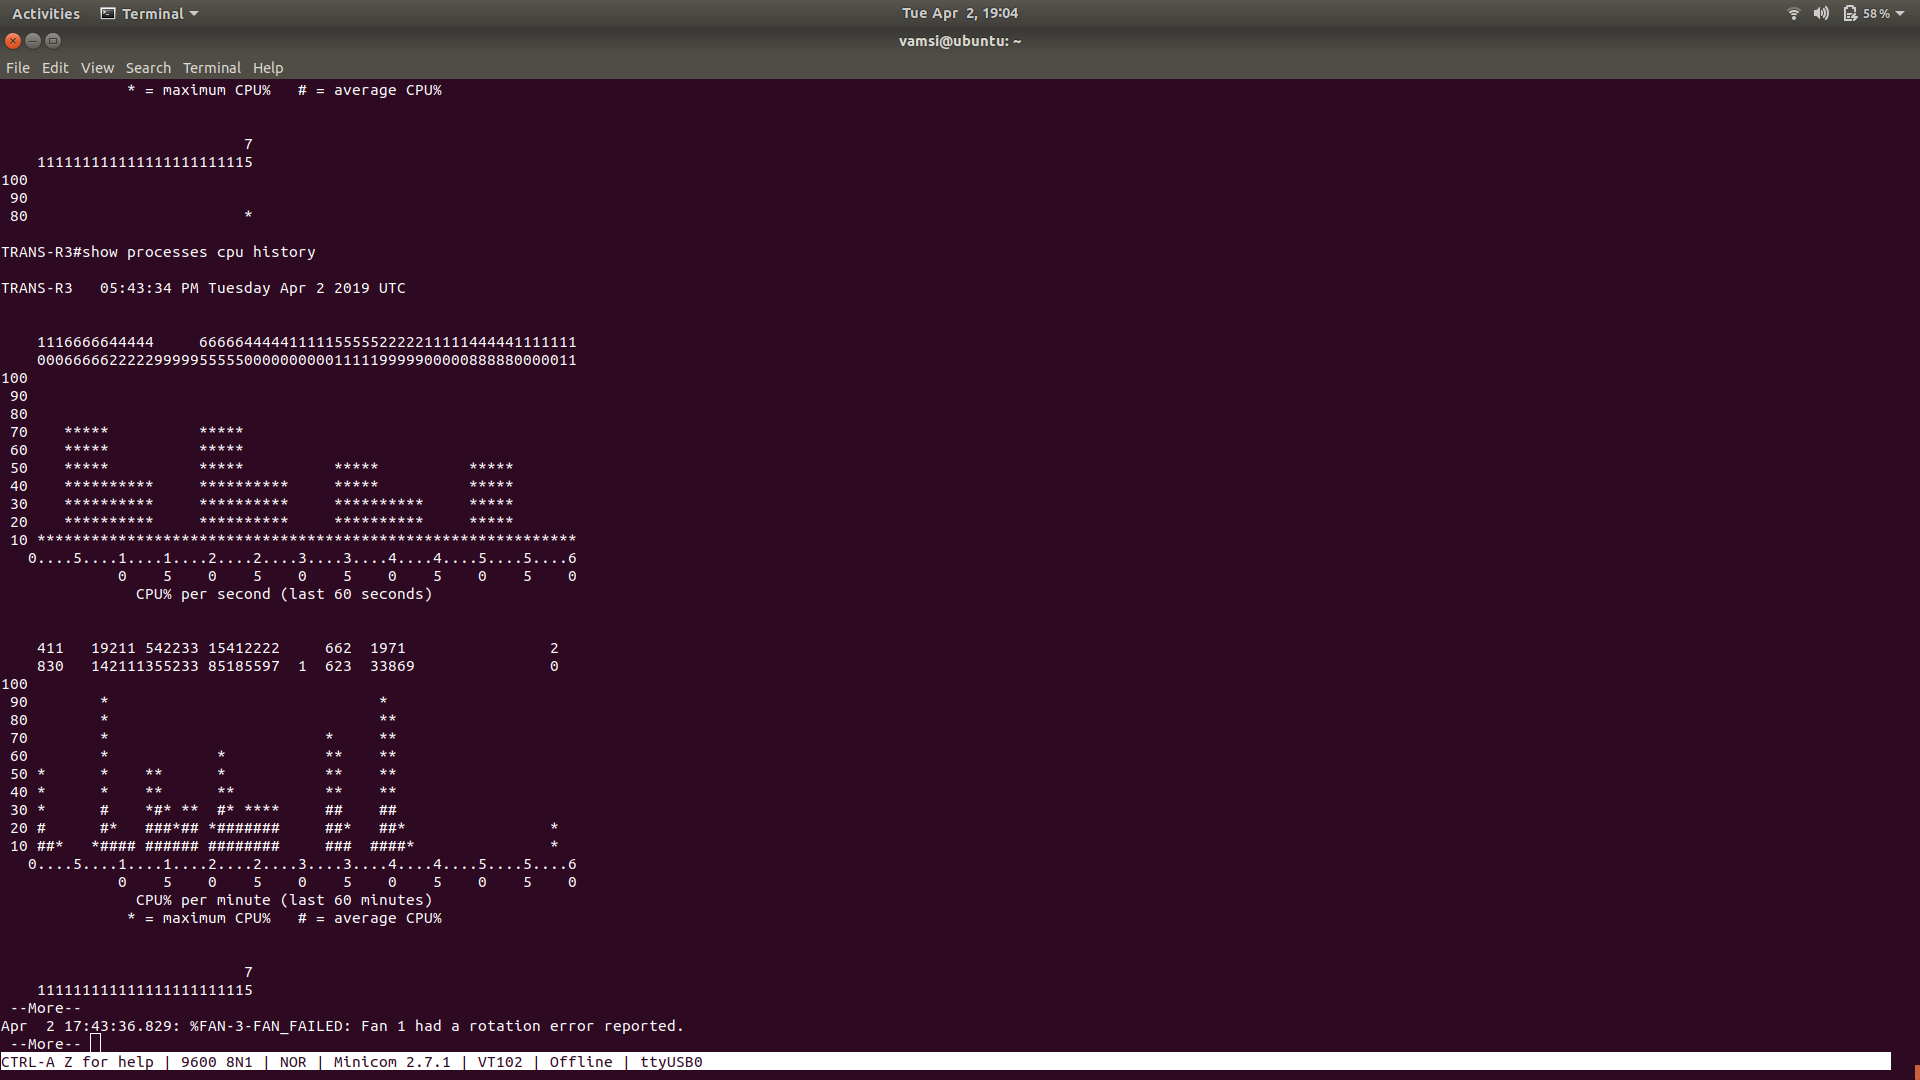 Activities Terminal Tue Apr 2, 19:04 58%
vamsi@ubuntu: ~
File Edit View Search Terminal Help
              * = maximum CPU%   # = average CPU%
                           7
    111111111111111111111115
100
 90
 80                        *
TRANS-R3#show processes cpu history
TRANS-R3   05:43:34 PM Tuesday Apr 2 2019 UTC
    1116666644444     666664444411111555552222211111444441111111
    000666662222299999555550000000000111119999900000888880000011
100
 90
 80
 70    *****          *****
 60    *****          *****
 50    *****          *****          *****          *****
 40    **********     **********     *****          *****
 30    **********     **********     **********     *****
 20    **********     **********     **********     *****
 10 ************************************************************
   0....5....1....1....2....2....3....3....4....4....5....5....6
             0    5    0    5    0    5    0    5    0    5    0
               CPU% per second (last 60 seconds)
    411   19211 542233 15412222     662  1971                2
    830   142111355233 85185597  1  623  33869               0
100
 90        *                              *
 80        *                              **
 70        *                        *     **
 60        *            *           **    **
 50 *      *    **      *           **    **
 40 *      *    **      **          **    **
 30 *      #    *#* **  #* ****     ##    ##
 20 #      #*   ###*## *#######     ##*   ##*                *
 10 ##*   *#### ###### ########     ###  ####*               *
   0....5....1....1....2....2....3....3....4....4....5....5....6
             0    5    0    5    0    5    0    5    0    5    0
               CPU% per minute (last 60 minutes)
              * = maximum CPU%   # = average CPU%
                           7
    111111111111111111111115
 --More--
Apr  2 17:43:36.829: %FAN-3-FAN_FAILED: Fan 1 had a rotation error reported.
 --More--
CTRL-A Z for help | 9600 8N1 | NOR | Minicom 2.7.1 | VT102 | Offline | ttyUSB0